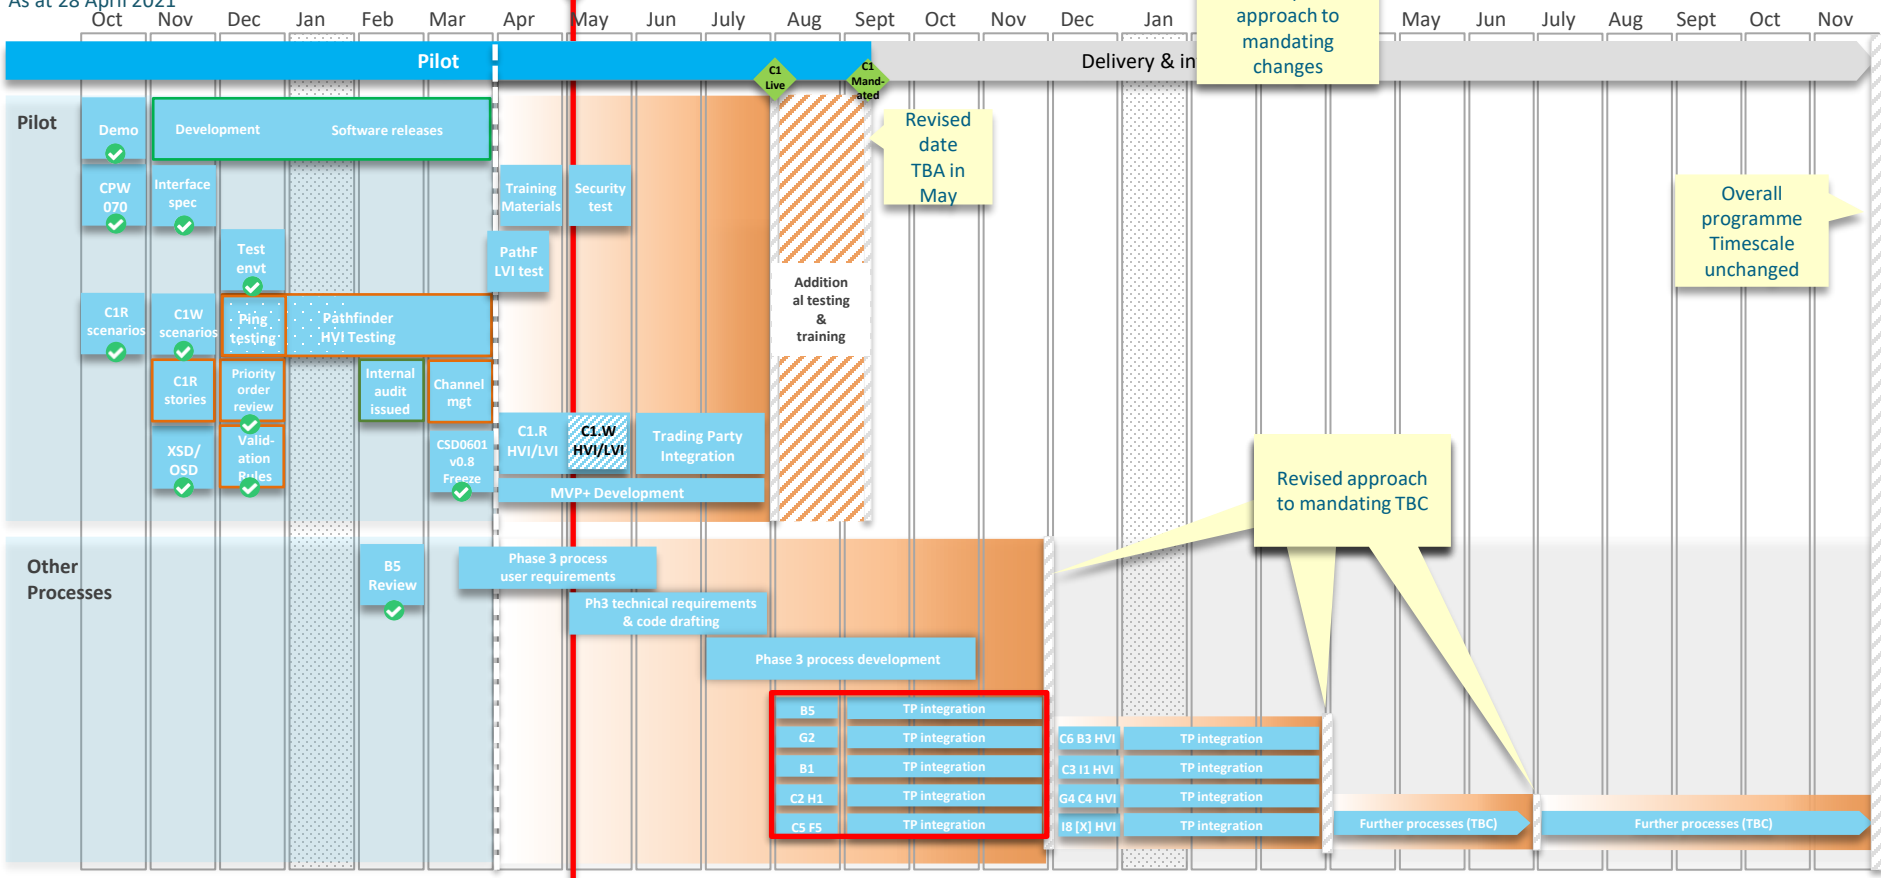 As at 28 April 2021
Oct Nov Dec Jan Feb Mar Apr May Jun July Aug Sept Oct Nov Dec Jan May Jun July Aug Sept Oct Nov
approach to
mandating
changes
Pilot
C1
Live
C1
Mand-
ated
Delivery & in
Pilot
Demo
Development
Software releases
Revised
date
TBA in
May
CPW
070
Interface
spec
Training
Materials
Security
test
Overall
programme
Timescale
unchanged
Test
envt
PathF
LVI test
Addition
al testing
&
training
C1R
scenarios
C1W
scenarios
Ping
testing
Pathfinder
HVI Testing
C1R
stories
Priority
order
review
Internal
audit
issued
Channel
mgt
XSD/
OSD
Valid-
ation
Rules
CSD0601
v0.8
Freeze
C1.R
HVI/LVI
C1.W
HVI/LVI
Trading Party
Integration
MVP+ Development
Revised approach
to mandating TBC
Other
Processes
B5
Review
Phase 3 process
user requirements
Ph3 technical requirements
& code drafting
Phase 3 process development
B5 TP integration
G2 TP integration
B1 TP integration
C2 H1 TP integration
C5 F5 TP integration
C6 B3 HVI TP integration
C3 I1 HVI TP integration
G4 C4 HVI TP integration
I8 [X] HVI TP integration
Further processes (TBC)
Further processes (TBC)